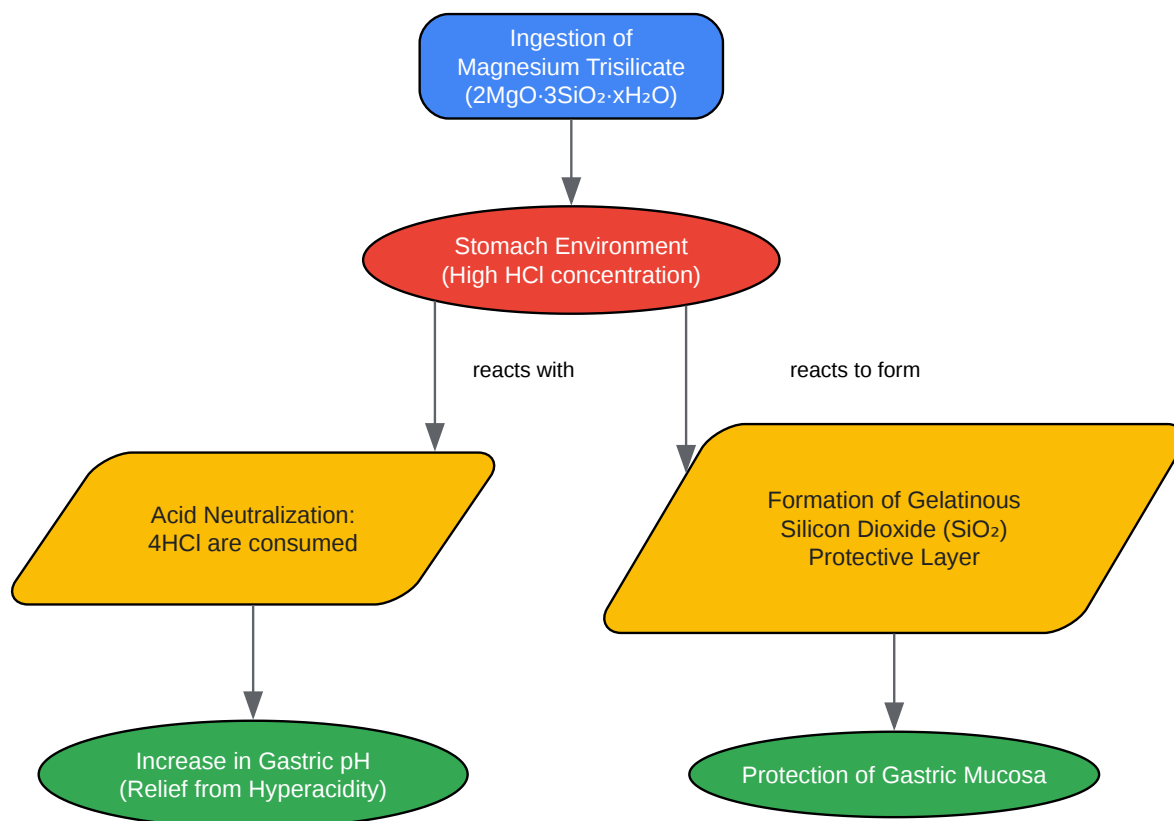 Ingestion of
Magnesium Trisilicate
(2MgO·3SiO₂·xH₂O)
Stomach Environment
(High HCl concentration)
reacts with
reacts to form
Acid Neutralization:
4HCl are consumed
Formation of Gelatinous
Silicon Dioxide (SiO₂)
Protective Layer
Increase in Gastric pH
(Relief from Hyperacidity)
Protection of Gastric Mucosa